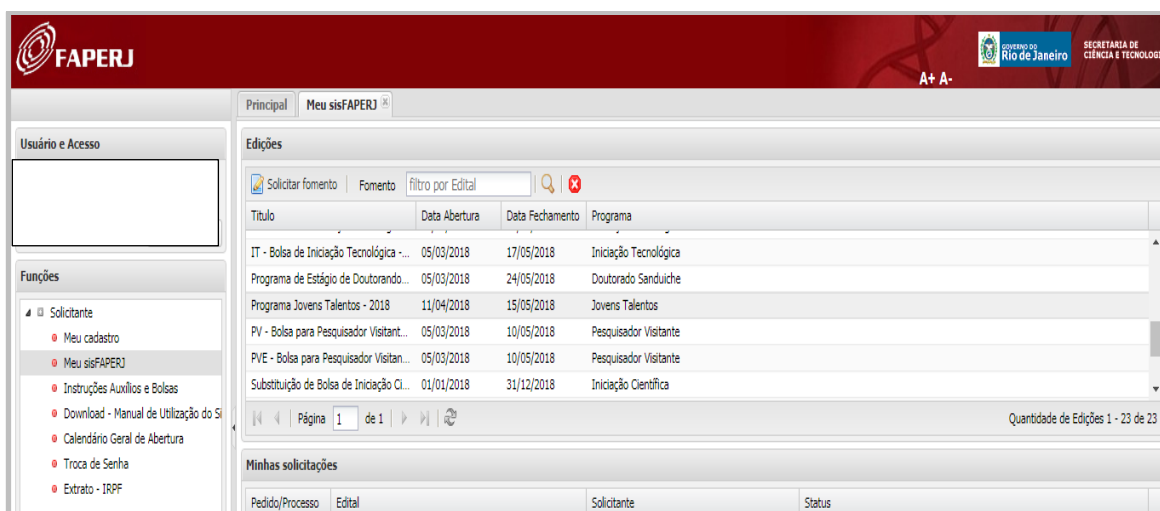 FAPERJ
GOVERNO DO
Rio de Janeiro
SECRETARIA DE
CIÊNCIA E TECNOLOGI
A+ A-
Principal Meu sisFAPERJ
Usuário e Acesso
Funções
Solicitante
Meu cadastro
Meu sisFAPERJ
Instruções Auxílios e Bolsas
Download - Manual de Utilização do Si
Calendário Geral de Abertura
Troca de Senha
Extrato - IRPF
Edições
Solicitar fomento Fomento filtro por Edital
Titulo Data Abertura Data Fechamento Programa
IT - Bolsa de Iniciação Tecnológica -... 05/03/2018 17/05/2018 Iniciação Tecnológica
Programa de Estágio de Doutorando... 05/03/2018 24/05/2018 Doutorado Sanduiche
Programa Jovens Talentos - 2018 11/04/2018 15/05/2018 Jovens Talentos
PV - Bolsa para Pesquisador Visitant... 05/03/2018 10/05/2018 Pesquisador Visitante
PVE - Bolsa para Pesquisador Visitan... 05/03/2018 10/05/2018 Pesquisador Visitante
Substituição de Bolsa de Iniciação Ci... 01/01/2018 31/12/2018 Iniciação Científica
Página 1 de 1 Quantidade de Edições 1 - 23 de 23
Minhas solicitações
Pedido/Processo Edital Solicitante Status